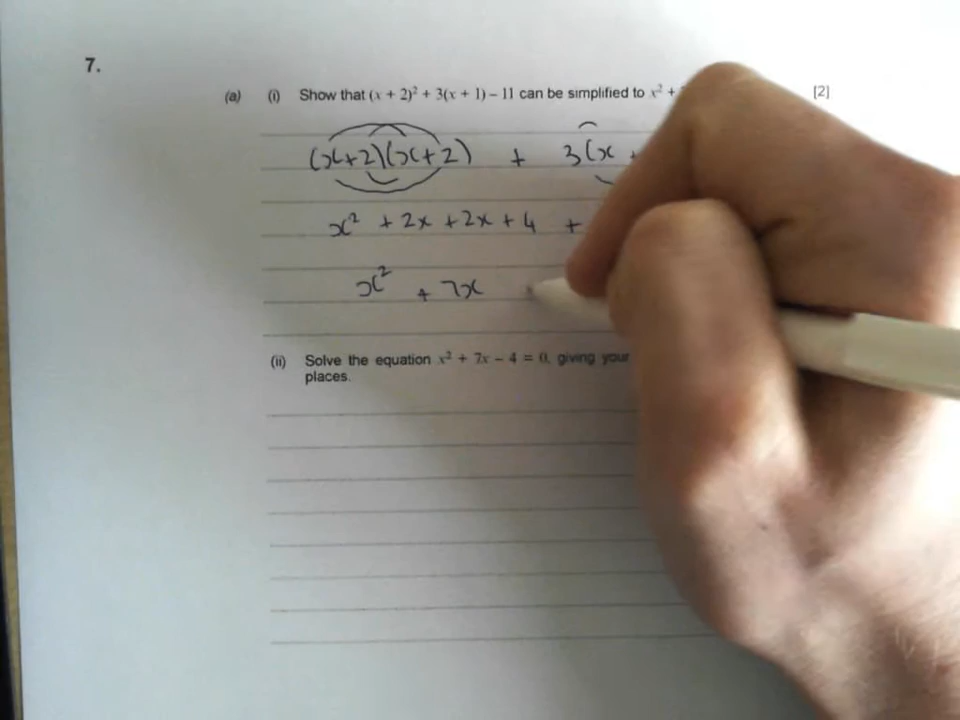 7.
(a) (i) Show that (x + 2)² + 3(x + 1) – 11 can be simplified to x² + [2]
(x+2)(x+2) + 3(x +
x² + 2x + 2x + 4 +
x² + 7x
(ii) Solve the equation x² + 7x – 4 = 0, giving your
places.